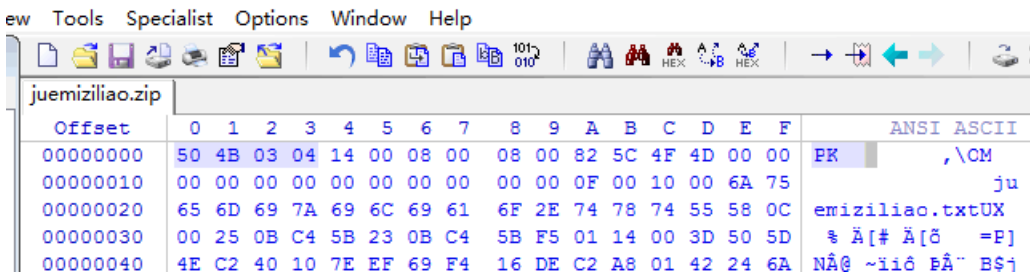 ew Tools Specialist Options Window Help
juemiziliao.zip
Offset 0 1 2 3 4 5 6 7 8 9 A B C D E F ANSI ASCII
00000000 50 4B 03 04 14 00 08 00 08 00 82 5C 4F 4D 00 00 PK ‚\CM
00000010 00 00 00 00 00 00 00 00 00 00 0F 00 10 00 6A 75 ju
00000020 65 6D 69 7A 69 6C 69 61 6F 2E 74 78 74 55 58 0C emiziliao.txtUX
00000030 00 25 0B C4 5B 23 0B C4 5B F5 01 14 00 3D 50 5D % Ä[# Ä[õ =P]
00000040 4E C2 40 10 7E EF 69 F4 16 DE C2 A8 01 42 24 6A NÂ@ ~ïiô ÞÂ¨ B$j